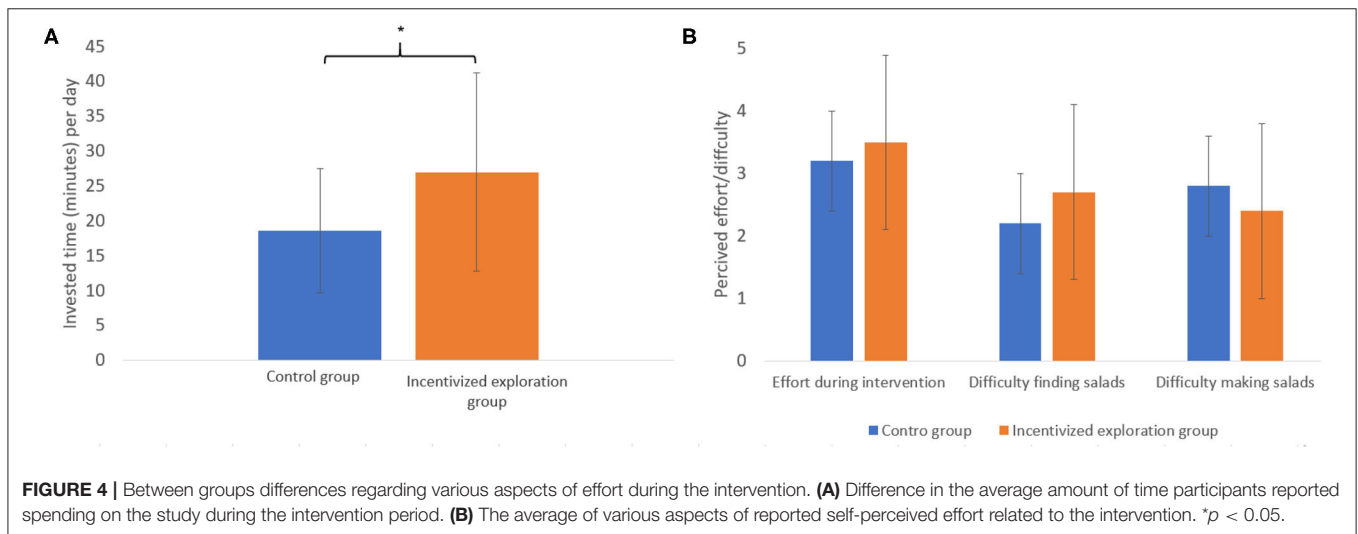 A
*
45
40
35
30
25
20
15
10
5
0
Invested time (minutes) per day
Control group
Incentivized exploration
group
B
5
4
3
2
1
0
Percived effort/diffculty
Effort during intervention
Difficulty finding salads
Difficulty making salads
Contro group
Incentivized exploration group
FIGURE 4 | Between groups differences regarding various aspects of effort during the intervention. (A) Difference in the average amount of time participants reported
spending on the study during the intervention period. (B) The average of various aspects of reported self-perceived effort related to the intervention. *p < 0.05.